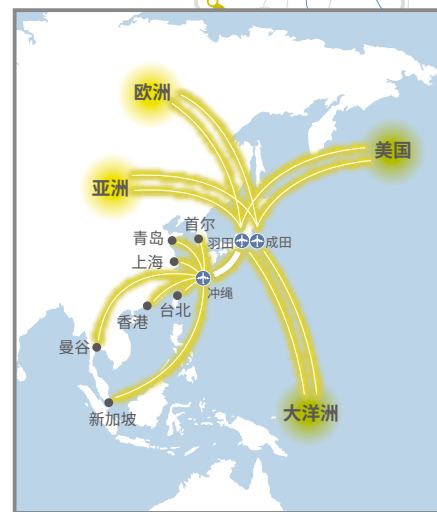 欧洲
美国
亚洲
首尔
青岛
羽田
成田
上海
冲绳
台北
香港
曼谷
大洋洲
新加坡